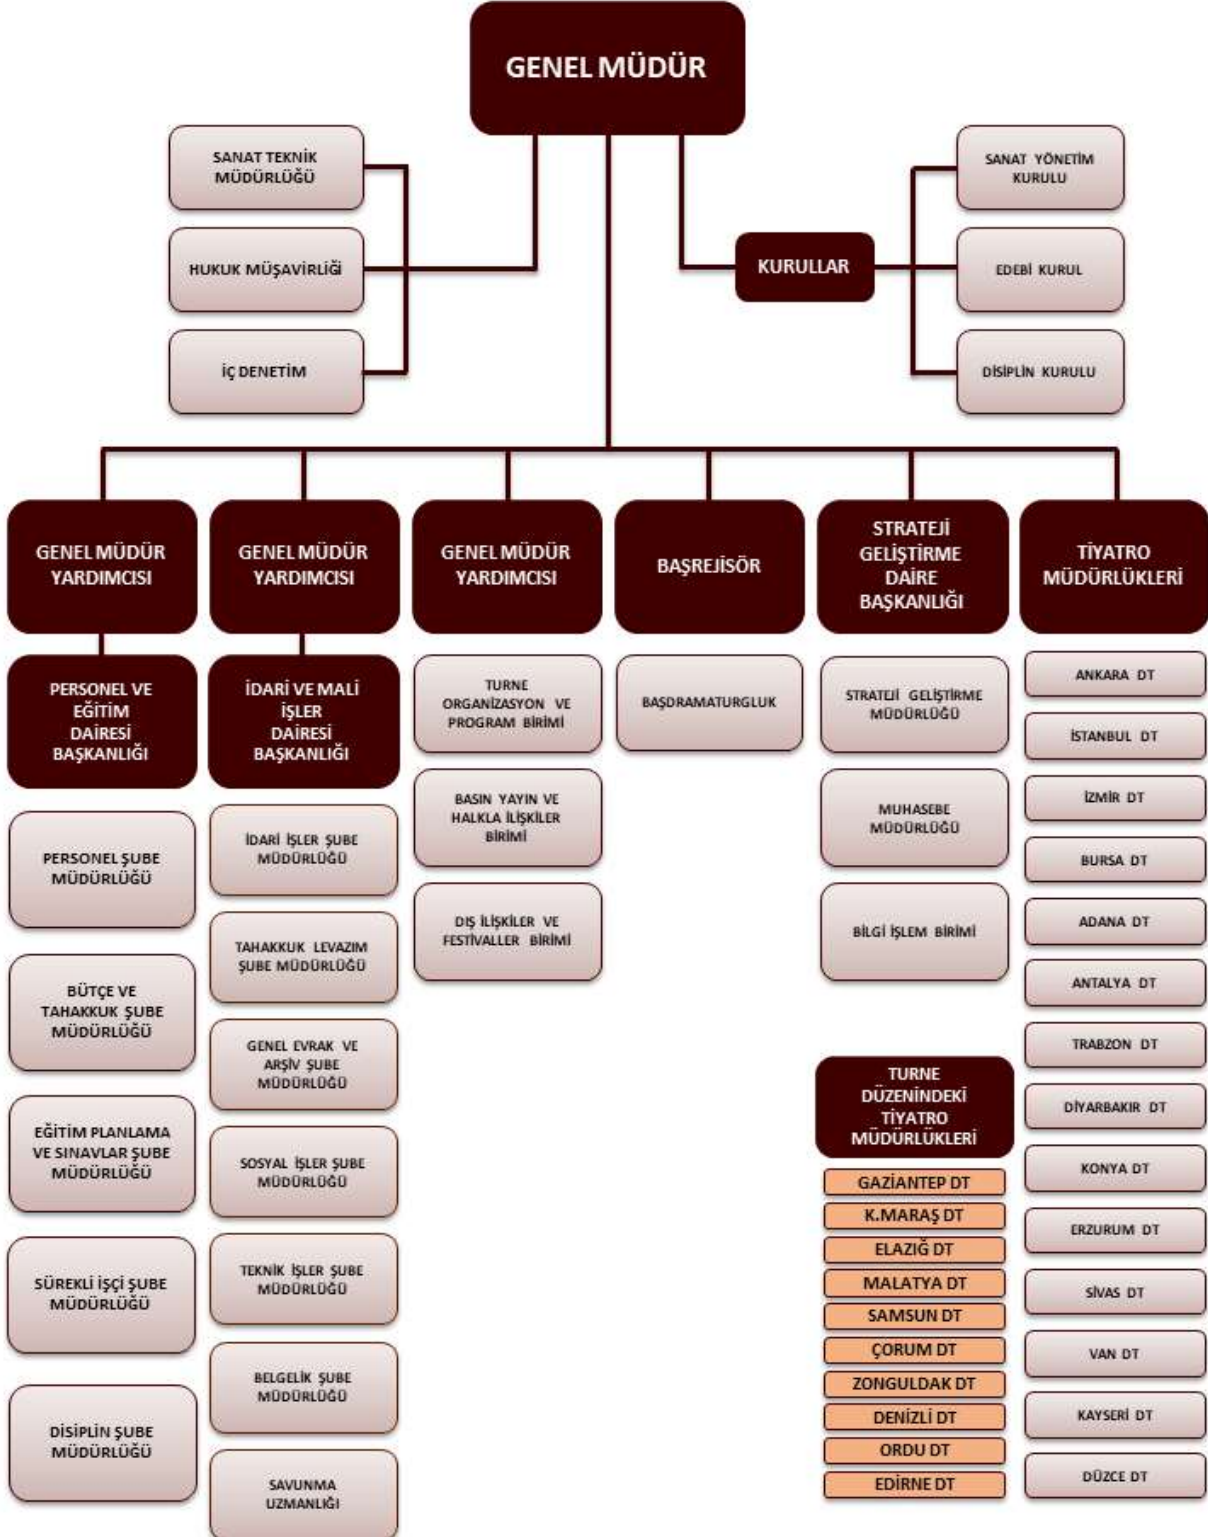 GENEL MÜDÜR
SANAT TEKNİK
MÜDÜRLÜĞÜ
HUKUK MÜŞAVİRLİĞİ
İÇ DENETİM
KURULLAR
SANAT YÖNETİM
KURULU
EDEBİ KURUL
DISİPLİN KURULU
GENEL MÜDÜR
YARDIMCISI
PERSONEL VE
EĞİTİM
DAİRESİ
BAŞKANLIĞI
PERSONEL ŞUBE
MÜDÜRLÜĞÜ
BÜTÇE VE
TAHAKKUK ŞUBE
MÜDÜRLÜĞÜ
EĞİTİM PLANLAMA
VE SINAVLAR ŞUBE
MÜDÜRLÜĞÜ
SÜREKLİ İŞÇİ ŞUBE
MÜDÜRLÜĞÜ
DİSİPLİN ŞUBE
MÜDÜRLÜĞÜ
GENEL MÜDÜR
YARDIMCISI
İDARİ VE MALİ
İŞLER
DAİRESİ
BAŞKANLIĞI
İDARİ İŞLER ŞUBE
MÜDÜRLÜĞÜ
TAHAKKUK LEVAZIM
ŞUBE MÜDÜRLÜĞÜ
GENEL EVRAK VE
ARŞİV ŞUBE
MÜDÜRLÜĞÜ
SOSYAL İŞLER ŞUBE
MÜDÜRLÜĞÜ
TEKNİK İŞLER ŞUBE
MÜDÜRLÜĞÜ
BELGELİK ŞUBE
MÜDÜRLÜĞÜ
SAVUNMA
UZMANLIĞI
GENEL MÜDÜR
YARDIMCISI
TURNE
ORGANİZASYON VE
PROGRAM BİRİMİ
BASIN YAYIN VE
HALKLA İLİŞKİLER
BİRİMİ
DIŞ İLİŞKİLER VE
FESTİVALLER BİRİMİ
BAŞREJİSÖR
BAŞDRAMATURGLUK
STRATEJİ
GELİŞTİRME
DAİRE
BAŞKANLIĞI
STRATEJİ GELİŞTİRME
MÜDÜRLÜĞÜ
MUHASEBE
MÜDÜRLÜĞÜ
BİLGİ İŞLEM BİRİMİ
TURNE
DÜZENİNDEKİ
TİYATRO
MÜDÜRLÜKLERİ
GAZİANTEP DT
K.MARAŞ DT
ELAZIĞ DT
MALATYA DT
SAMSUN DT
ÇORUM DT
ZONGULDAK DT
DENİZLİ DT
ORDU DT
EDİRNE DT
TİYATRO
MÜDÜRLÜKLERİ
ANKARA DT
İSTANBUL DT
İZMİR DT
BURSA DT
ADANA DT
ANTALYA DT
TRABZON DT
DİYARBAKIR DT
KONYA DT
ERZURUM DT
SİVAS DT
VAN DT
KAYSERİ DT
DÜZCE DT